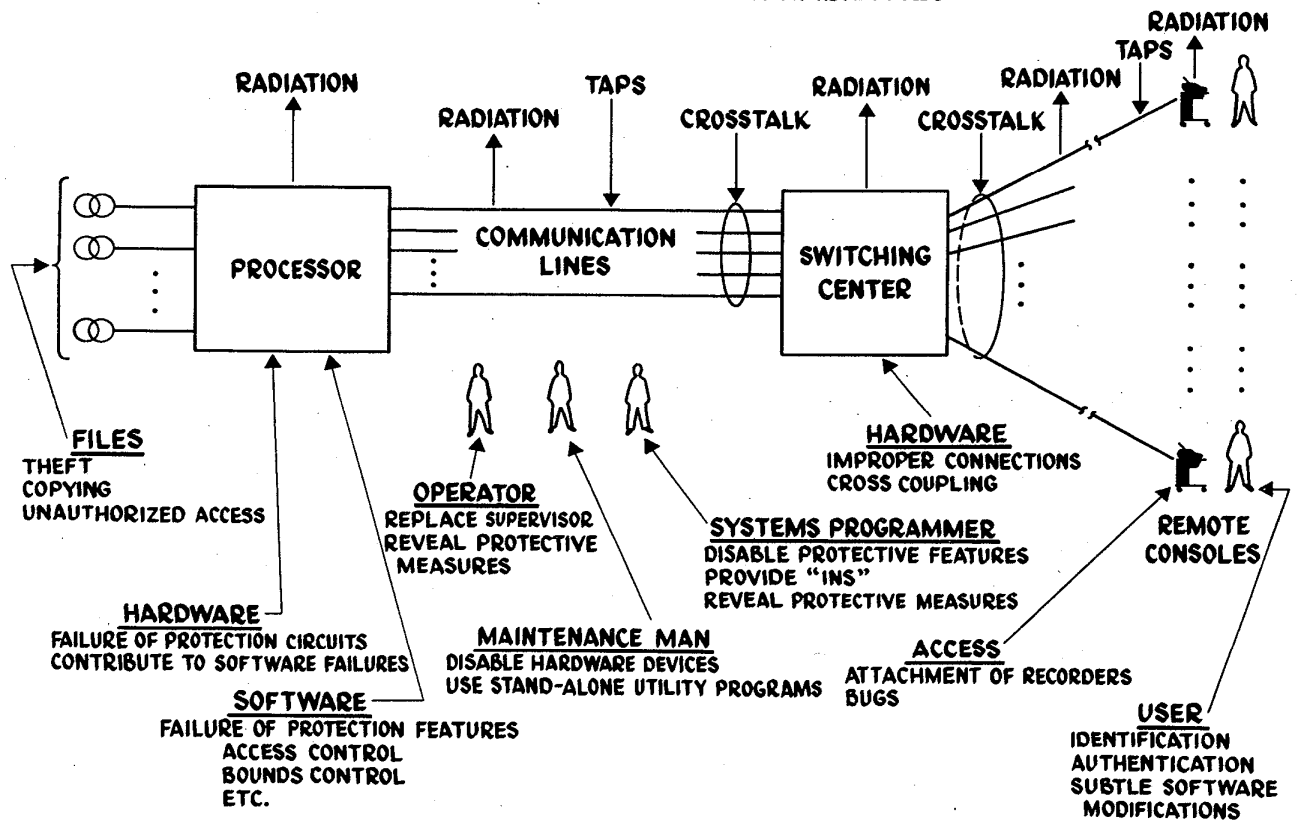 RADIATION
TAPS
RADIATION
RADIATION
TAPS
RADIATION
RADIATION
CROSSTALK
CROSSTALK
PROCESSOR
COMMUNICATION
LINES
SWITCHING
CENTER
FILES
THEFT
COPYING
UNAUTHORIZED ACCESS
OPERATOR
REPLACE SUPERVISOR
REVEAL PROTECTIVE
MEASURES
HARDWARE
IMPROPER CONNECTIONS
CROSS COUPLING
SYSTEMS PROGRAMMER
DISABLE PROTECTIVE FEATURES
PROVIDE "INS"
REVEAL PROTECTIVE MEASURES
REMOTE
CONSOLES
HARDWARE
FAILURE OF PROTECTION CIRCUITS
CONTRIBUTE TO SOFTWARE FAILURES
MAINTENANCE MAN
DISABLE HARDWARE DEVICES
USE STAND-ALONE UTILITY PROGRAMS
ACCESS
ATTACHMENT OF RECORDERS
BUGS
SOFTWARE
FAILURE OF PROTECTION FEATURES
ACCESS CONTROL
BOUNDS CONTROL
ETC.
USER
IDENTIFICATION
AUTHENTICATION
SUBTLE SOFTWARE
MODIFICATIONS